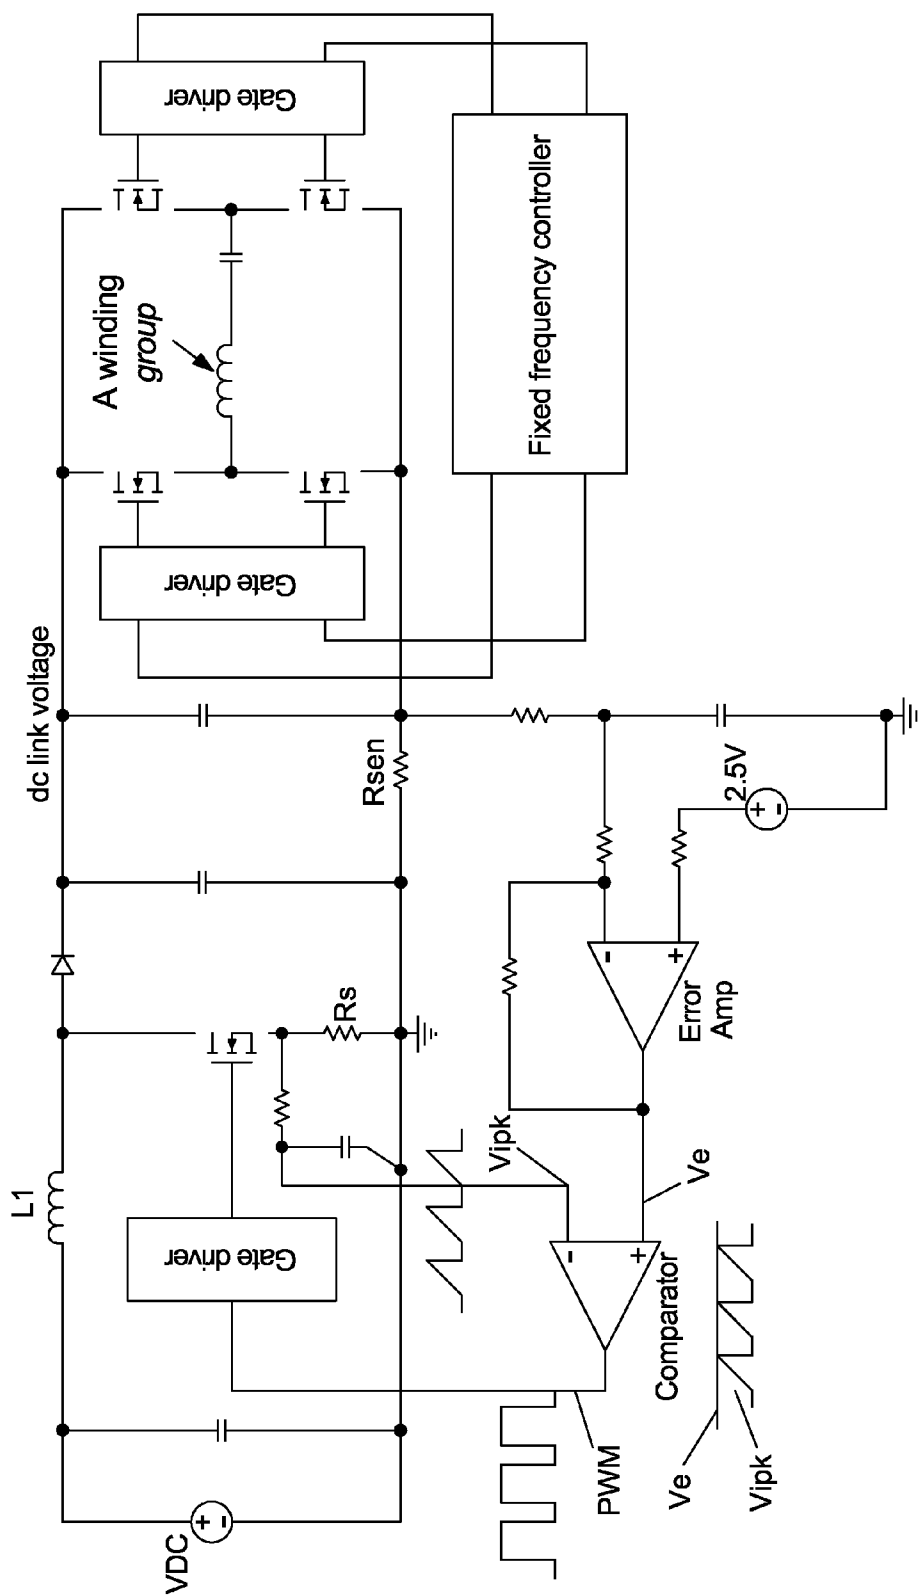 VDC
+
-
L1
Gate driver
Rs
dc link voltage
Rsen
Gate driver
A winding
group
Gate driver
Fixed frequency controller
PWM
Vipk
-
+
Comparator
Ve
-
+
Error
Amp
2.5V
+
-
Ve
Vipk